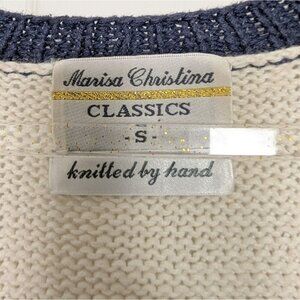 Marisa Christina
CLASSICS
-S-
knitted by hand